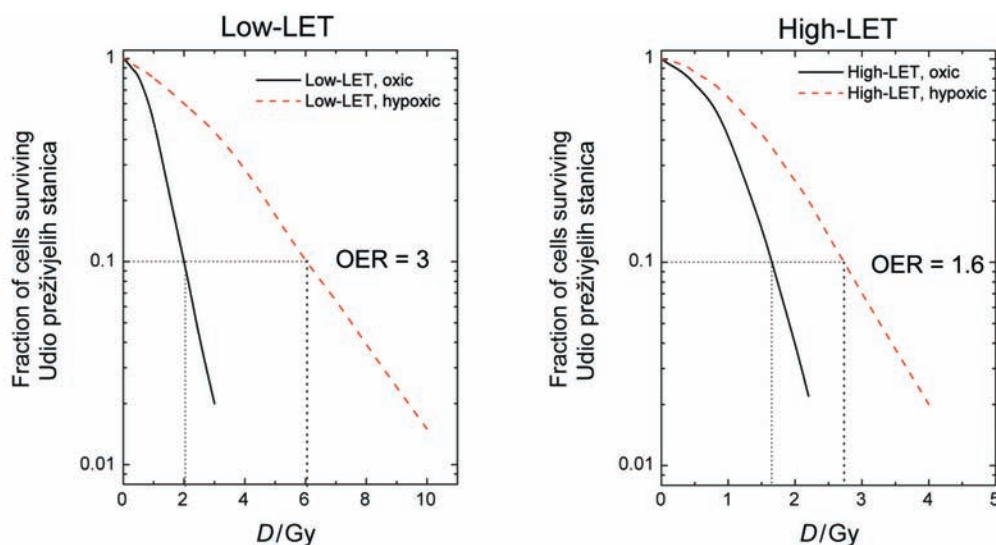 Low-LET
Fraction of cells surviving
Udio preživjelih stanica
1
0.1
0.01
Low-LET, oxic
Low-LET, hypoxic
OER = 3
0 2 4 6 8 10
D/Gy
High-LET
Fraction of cells surviving
Udio preživjelih stanica
1
0.1
0.01
High-LET, oxic
High-LET, hypoxic
OER = 1.6
0 1 2 3 4 5
D/Gy